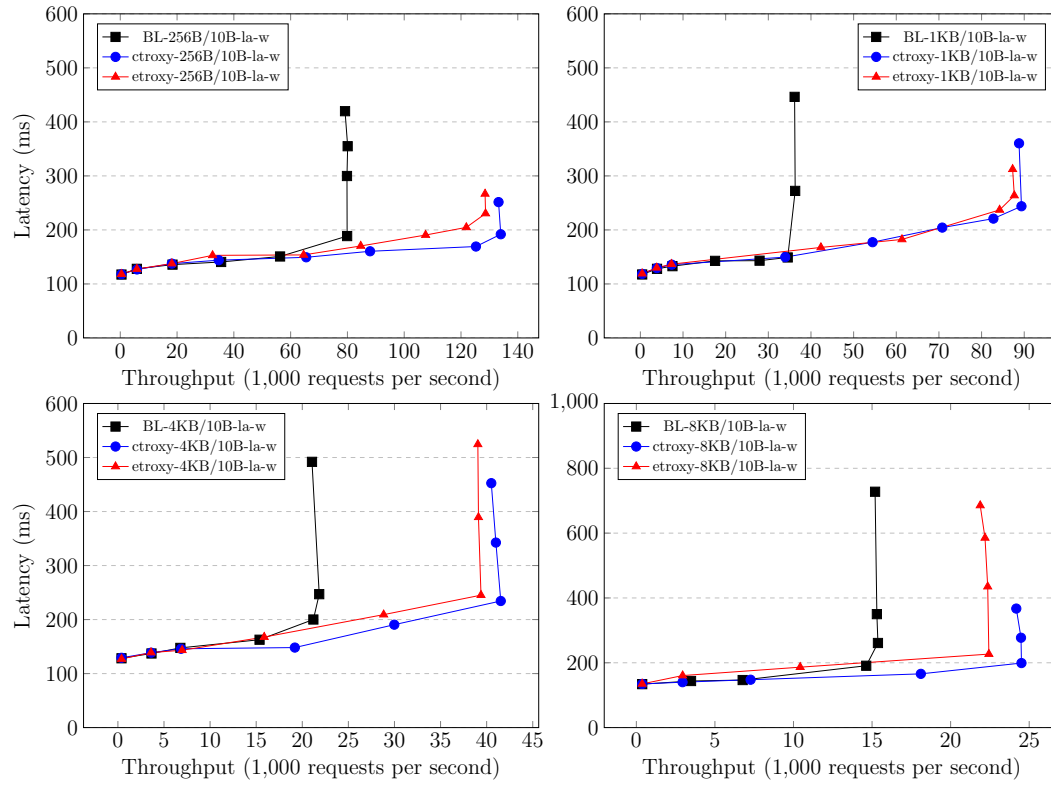 600
500
400
300
200
100
0
Latency (ms)
BL-256B/10B-la-w
ctroxy-256B/10B-la-w
etroxy-256B/10B-la-w
0 20 40 60 80 100 120 140
Throughput (1,000 requests per second)
600
500
400
300
200
100
0
BL-1KB/10B-la-w
ctroxy-1KB/10B-la-w
etroxy-1KB/10B-la-w
0 10 20 30 40 50 60 70 80 90
Throughput (1,000 requests per second)
600
500
400
300
200
100
0
Latency (ms)
BL-4KB/10B-la-w
ctroxy-4KB/10B-la-w
etroxy-4KB/10B-la-w
0 5 10 15 20 25 30 35 40 45
Throughput (1,000 requests per second)
1,000
800
600
400
200
0
BL-8KB/10B-la-w
ctroxy-8KB/10B-la-w
etroxy-8KB/10B-la-w
0 5 10 15 20 25
Throughput (1,000 requests per second)